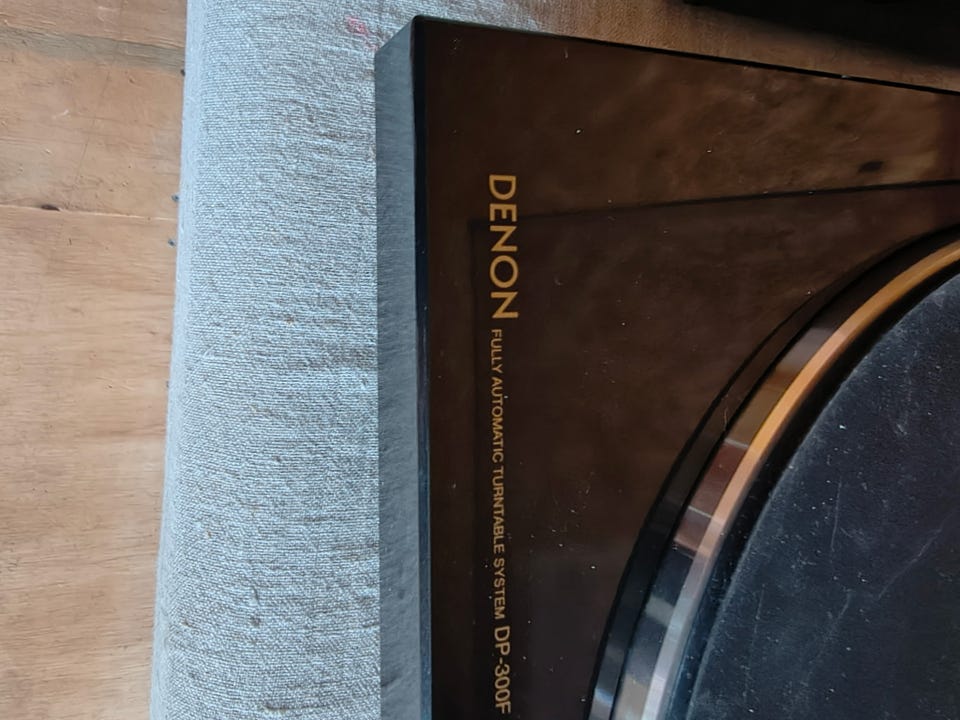 DENON FULLY AUTOMATIC TURNTABLE SYSTEM DP-300F